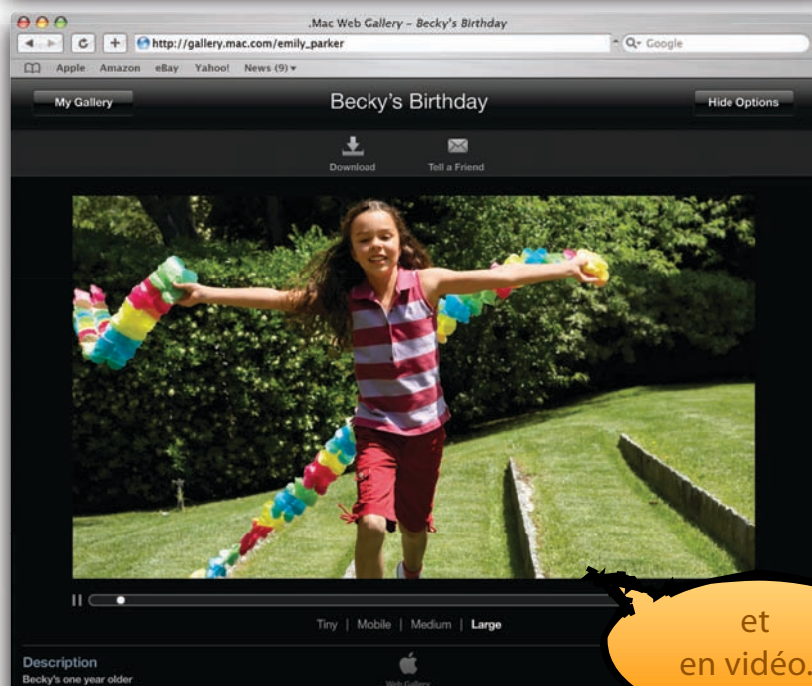 .Mac Web Gallery – Becky's Birthday
http://gallery.mac.com/emily_parker
Google
Apple Amazon eBay Yahoo! News (9)
My Gallery
Becky's Birthday
Hide Options
Download
Tell a Friend
Tiny | Mobile | Medium | Large
et
en vidéo.
Description
Becky's one year older
Web Gallery